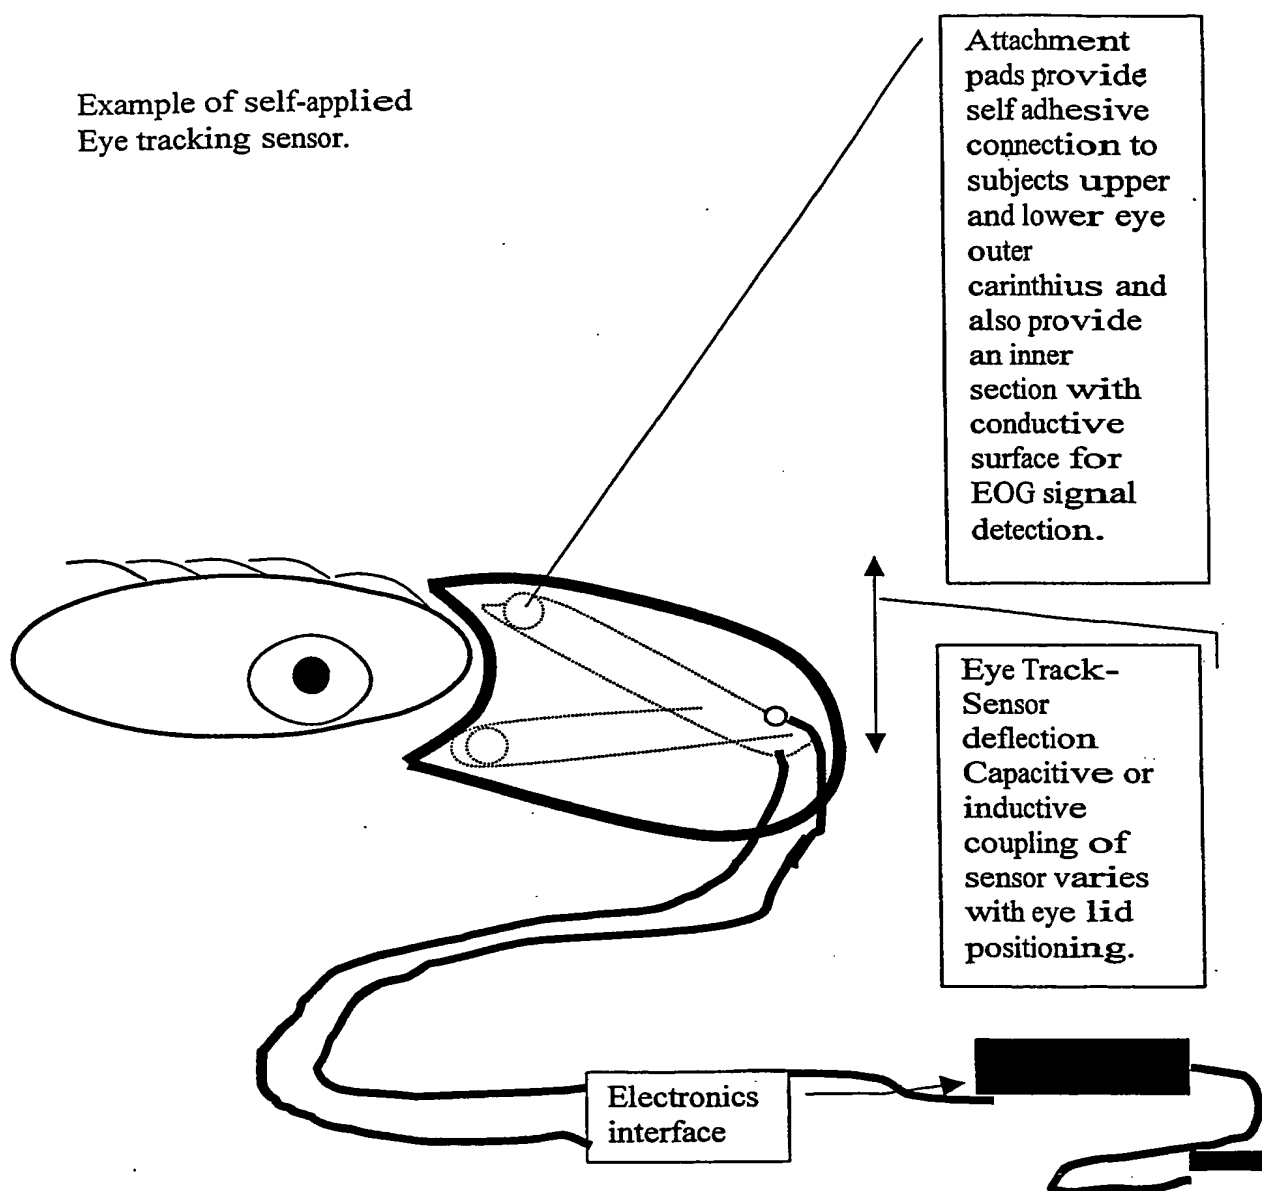 Example of self-applied
Eye tracking sensor.
Attachment
pads provide
self adhesive
connection to
subjects upper
and lower eye
outer
carinthius and
also provide
an inner
section with
conductive
surface for
EOG signal
detection.
Eye Track-
Sensor
deflection
Capacitive or
inductive
coupling of
sensor varies
with eye lid
positioning.
Electronics
interface